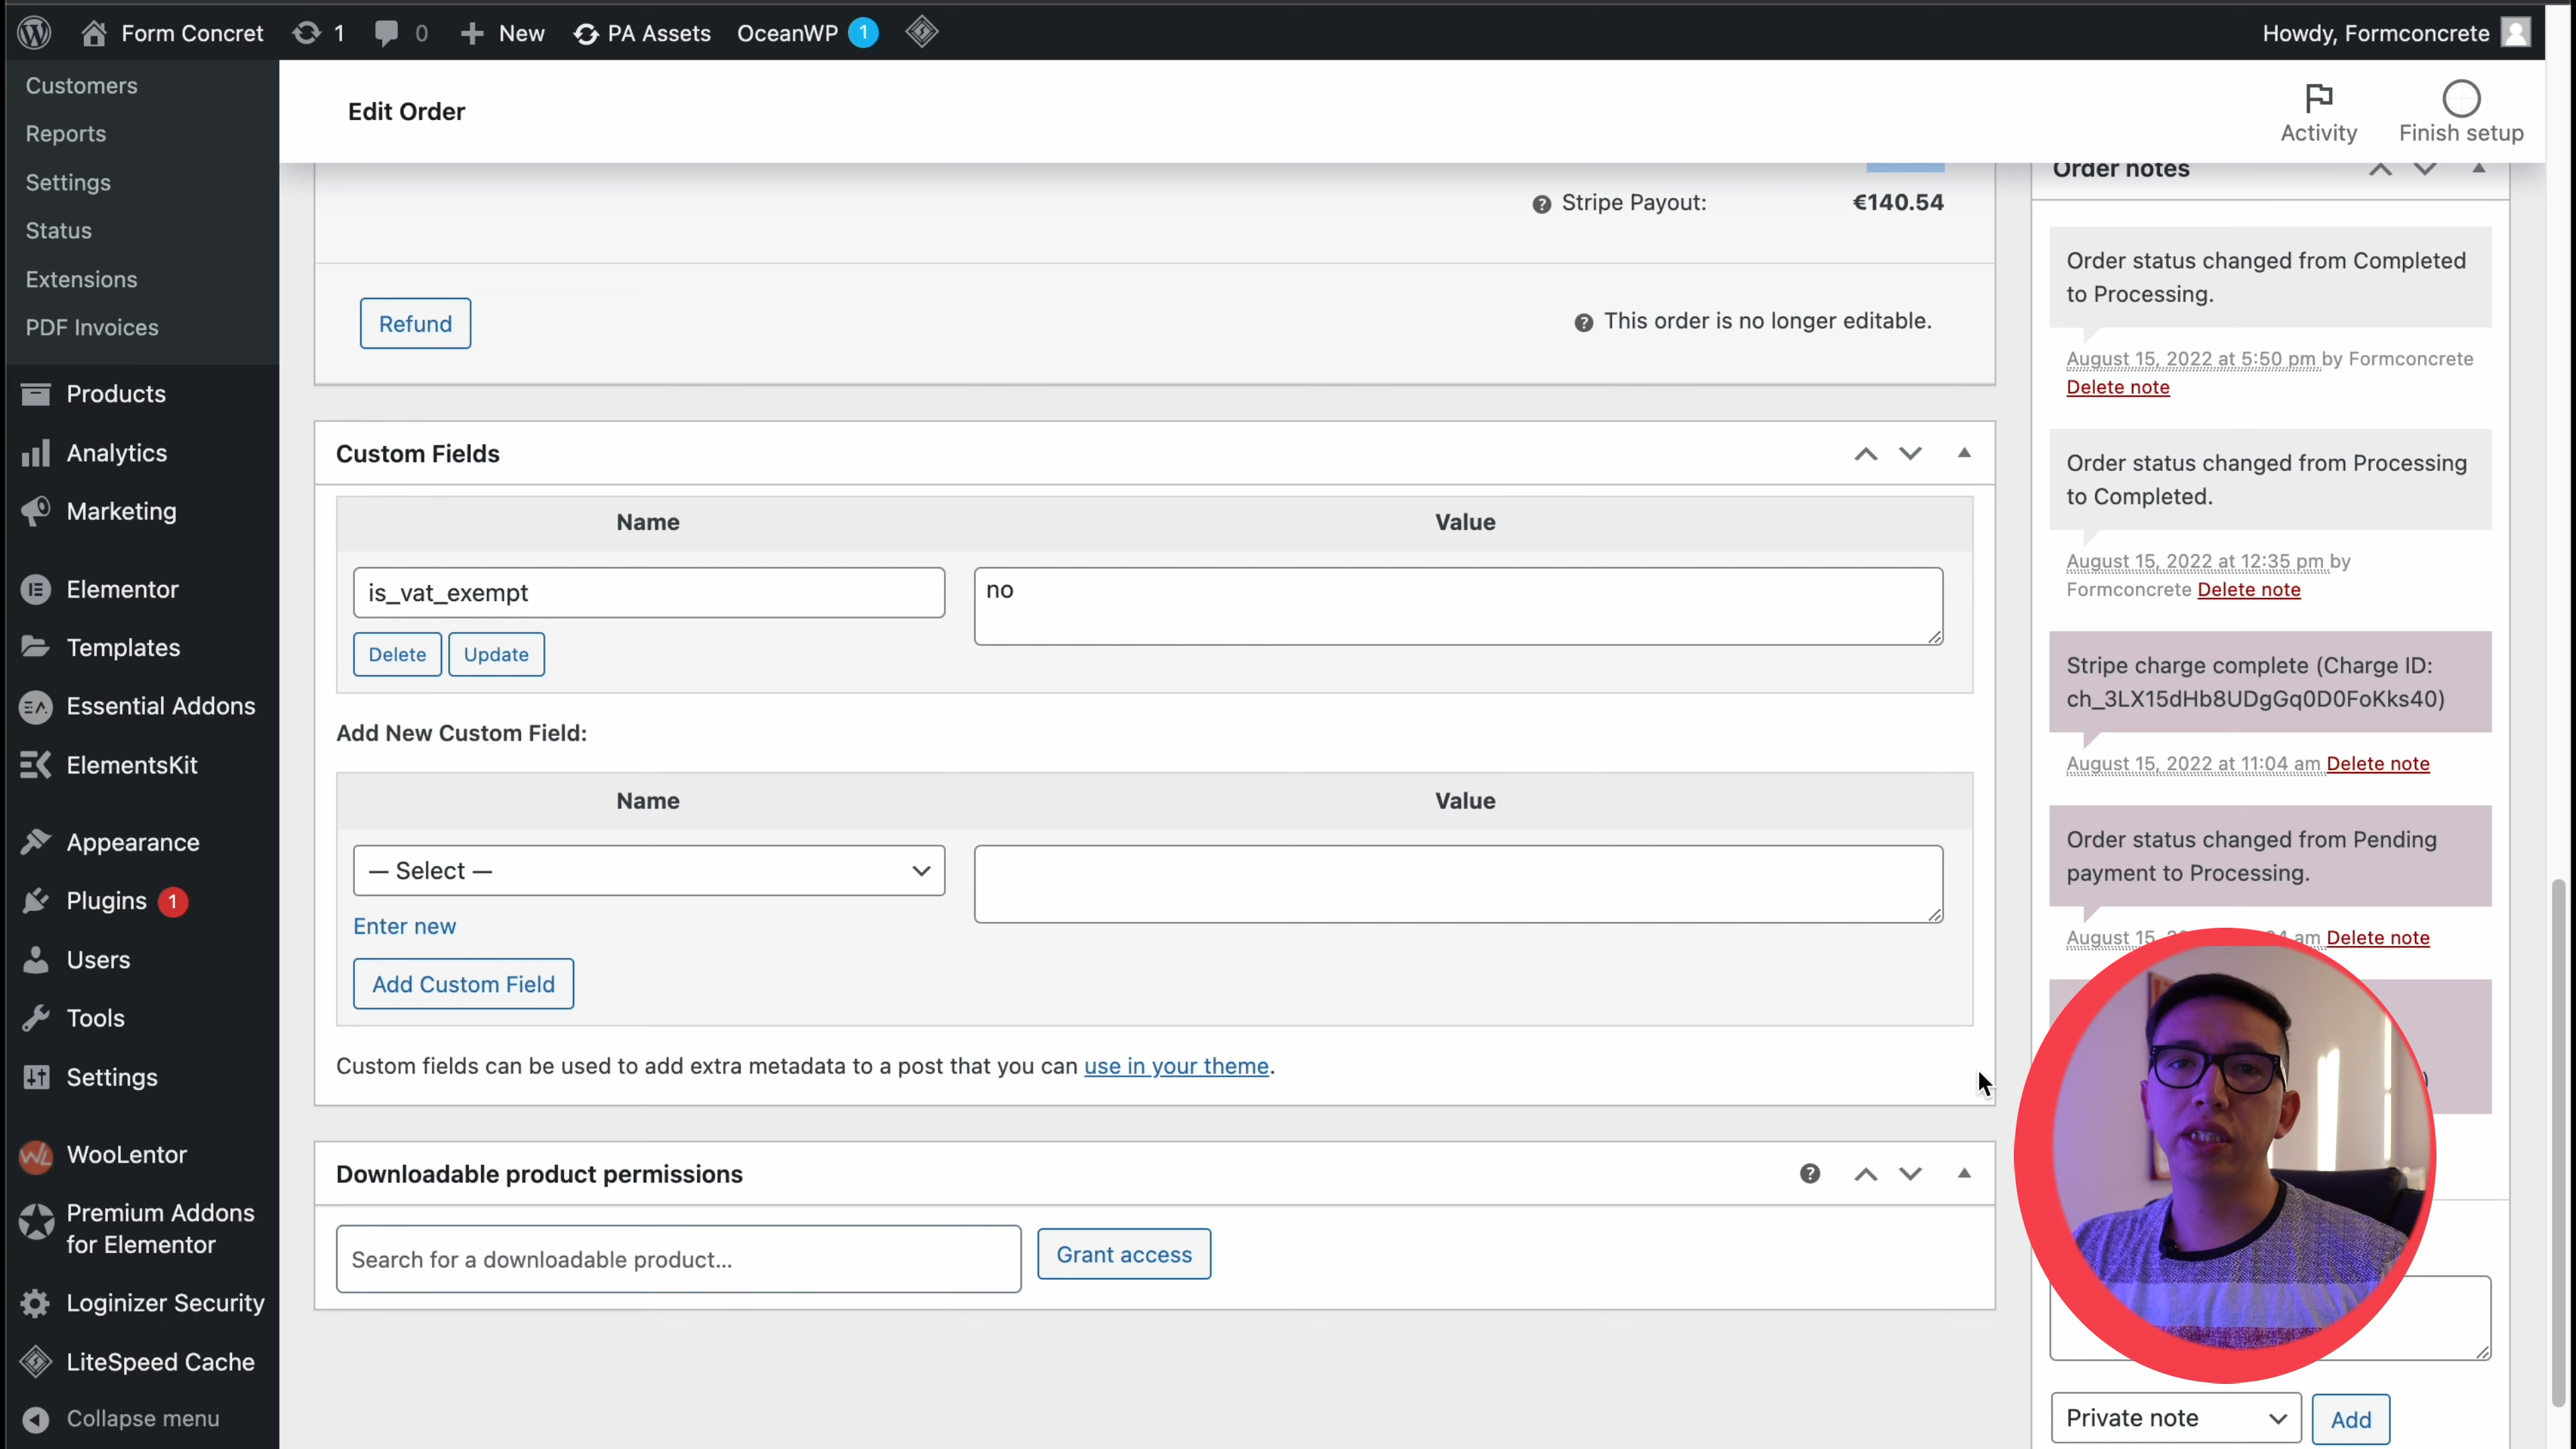 Form Concret 1 0 New PA Assets OceanWP 1
Howdy, Formconcrete
Customers
Reports
Settings
Status
Extensions
PDF Invoices
Products
Analytics
Marketing
Elementor
Templates
Essential Addons
ElementsKit
Appearance
Plugins 1
Users
Tools
Settings
WooLentor
Premium Addons
for Elementor
Loginizer Security
LiteSpeed Cache
Collapse menu
Edit Order
Activity
Finish setup
Stripe Payout: €140.54
Refund
This order is no longer editable.
Custom Fields
Name Value
is_vat_exempt
no
Delete Update
Add New Custom Field:
Name Value
— Select —
Enter new
Add Custom Field
Custom fields can be used to add extra metadata to a post that you can use in your theme.
Downloadable product permissions
Search for a downloadable product...
Grant access
Order notes
Order status changed from Completed
to Processing.
August 15, 2022 at 5:50 pm by Formconcrete
Delete note
Order status changed from Processing
to Completed.
August 15, 2022 at 12:35 pm by
Formconcrete Delete note
Stripe charge complete (Charge ID:
ch_3LX15dHb8UDgGq0D0FoKks40)
August 15, 2022 at 11:04 am Delete note
Order status changed from Pending
payment to Processing.
August 15, am Delete note
Private note
Add